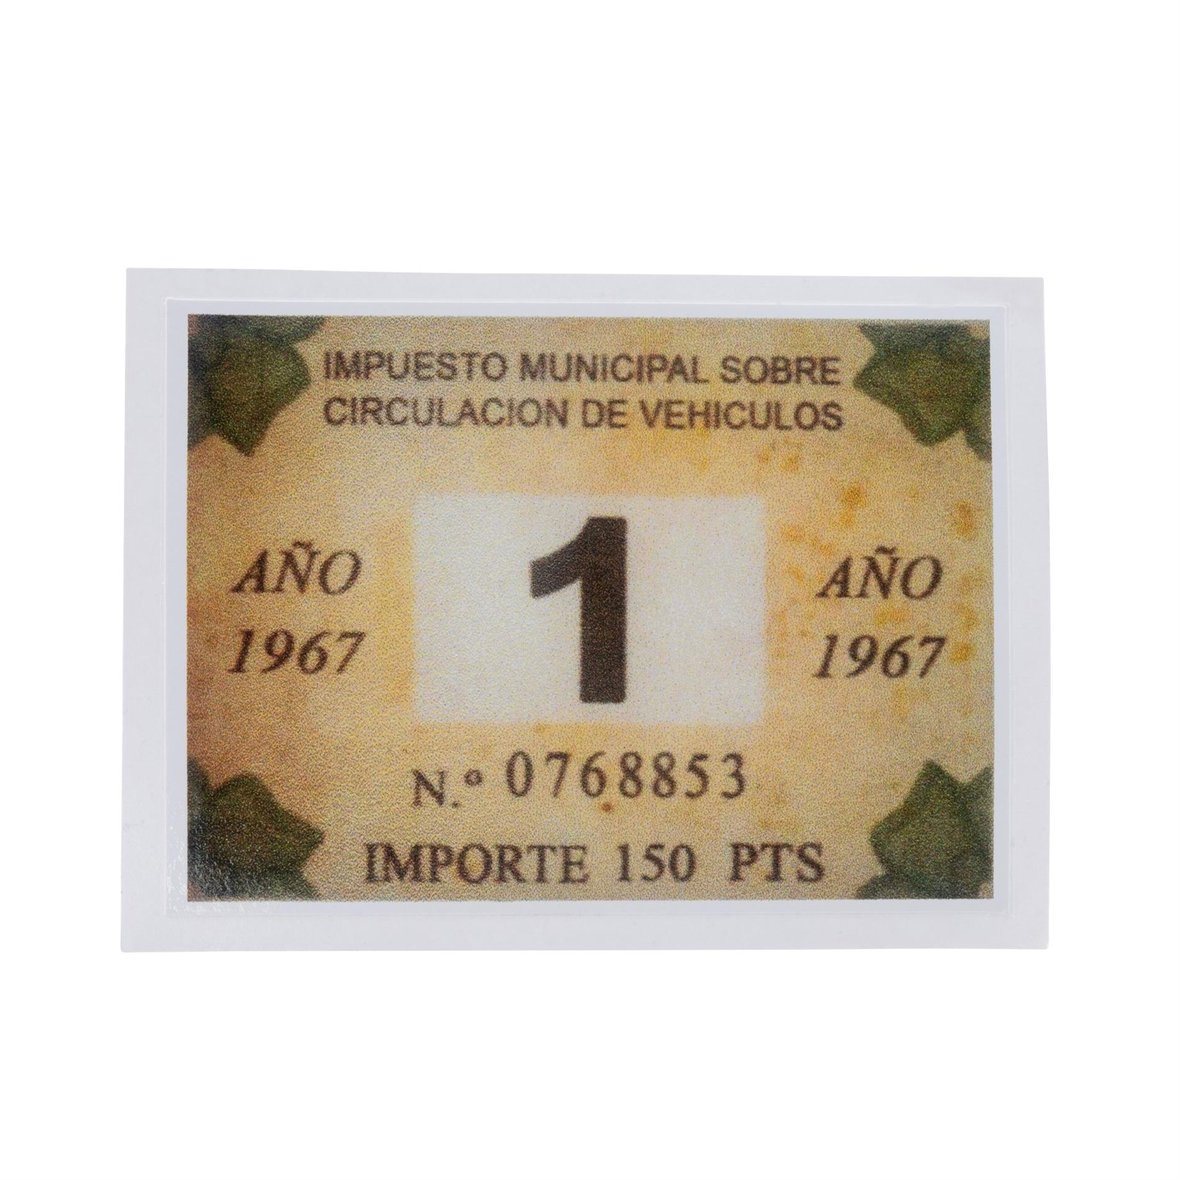 IMPUESTO MUNICIPAL SOBRE
CIRCULACION DE VEHICULOS
AÑO
1967
1
AÑO
1967
N.ª 0768853
IMPORTE 150 PTS